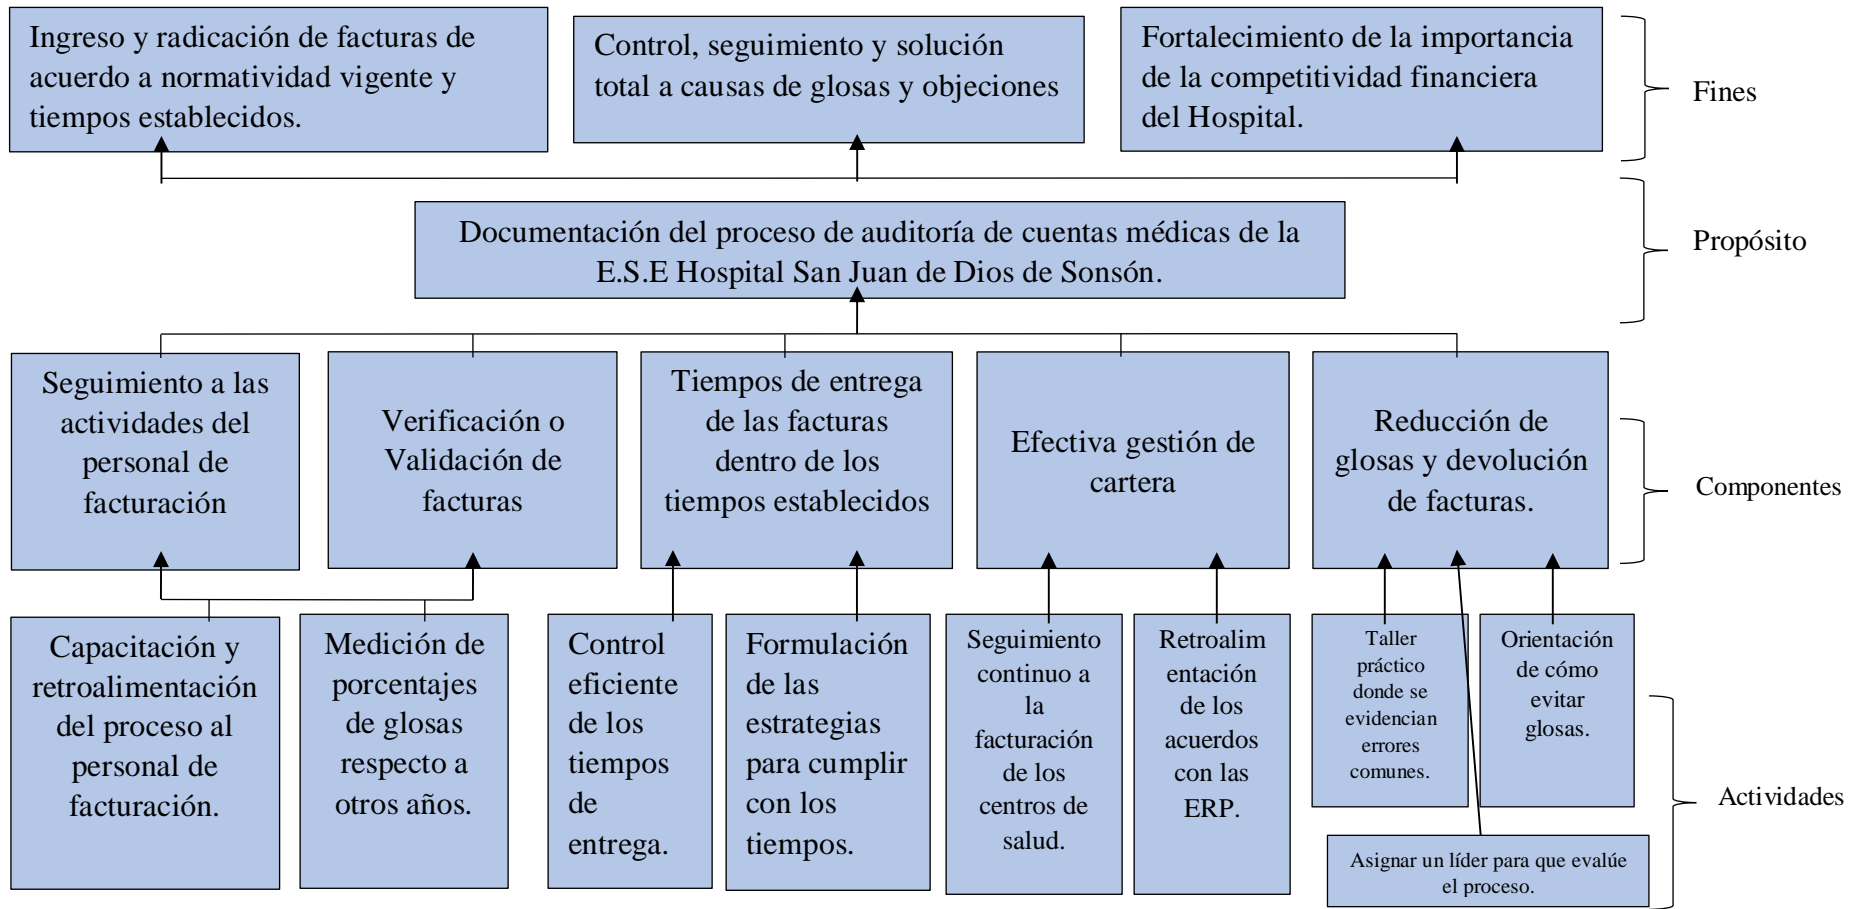 Ingreso y radicación de facturas de
acuerdo a normatividad vigente y
tiempos establecidos.
Control, seguimiento y solución
total a causas de glosas y objeciones
Fortalecimiento de la importancia
de la competitividad financiera
del Hospital.
Fines
Documentación del proceso de auditoría de cuentas médicas de la
E.S.E Hospital San Juan de Dios de Sonsón.
Propósito
Seguimiento a las
actividades del
personal de
facturación
Verificación o
Validación de
facturas
Tiempos de entrega
de las facturas
dentro de los
tiempos establecidos
Efectiva gestión de
cartera
Reducción de
glosas y devolución
de facturas.
Componentes
Capacitación y
retroalimentación
del proceso al
personal de
facturación.
Medición de
porcentajes
de glosas
respecto a
otros años.
Control
eficiente
de los
tiempos
de
entrega.
Formulación
de las
estrategias
para cumplir
con los
tiempos.
Seguimiento
continuo a
la
facturación
de los
centros de
salud.
Retroalim
entación
de los
acuerdos
con las
ERP.
Taller
práctico
donde se
evidencian
errores
comunes.
Orientación
de cómo
evitar
glosas.
Asignar un líder para que evalúe
el proceso.
Actividades